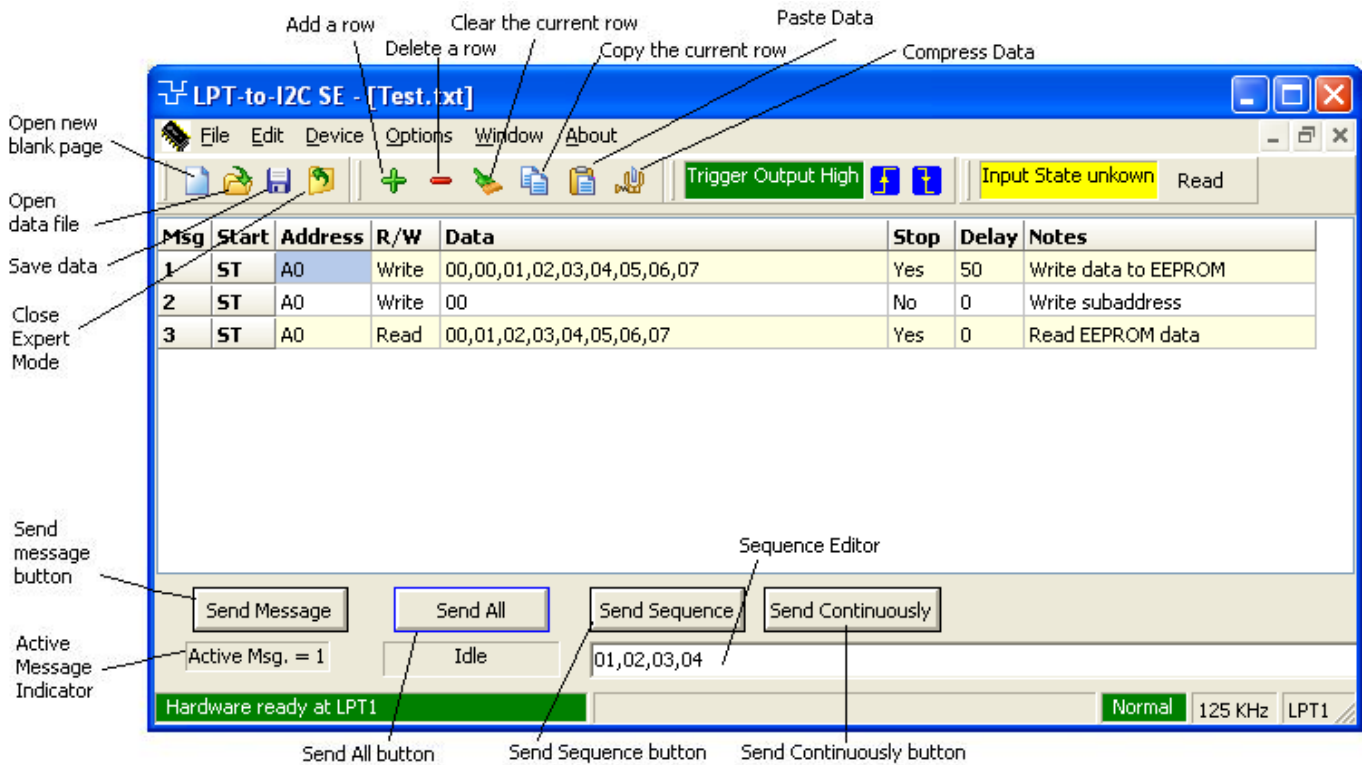 Add a row
Clear the current row
Paste Data
Delete a row
Copy the current row
Compress Data
LPT-to-I2C SE - [Test.txt]
Open new
blank page
File Edit Device Options Window About
Trigger Output High
Input State unkown
Read
Open
data file
Msg Start Address R/W Data Stop Delay Notes
Save data
1 ST A0 Write 00,00,01,02,03,04,05,06,07 Yes 50 Write data to EEPROM
2 ST A0 Write 00 No 0 Write subaddress
Close
Expert
Mode
3 ST A0 Read 00,01,02,03,04,05,06,07 Yes 0 Read EEPROM data
Send
message
button
Sequence Editor
Send Message Send All Send Sequence Send Continuously
Active
Message
Indicator
Active Msg. = 1 Idle 01,02,03,04
Hardware ready at LPT1 Normal 125 KHz LPT1
Send All button Send Sequence button Send Continuously button